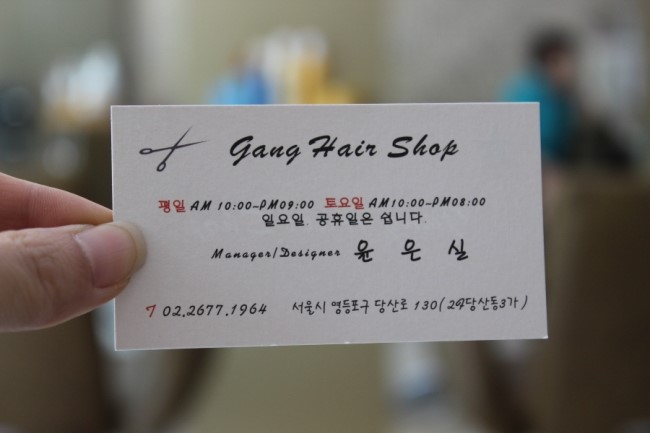 Gang Hair Shop
평일 AM 10:00-PM09:00 토요일 AM10:00-PM08:00
일요일. 공휴일은 쉽니다.
Manager/Designer 윤 은 실
7 02.2677.1964 서울시 영등포구 당산로 130( 당산동3가)